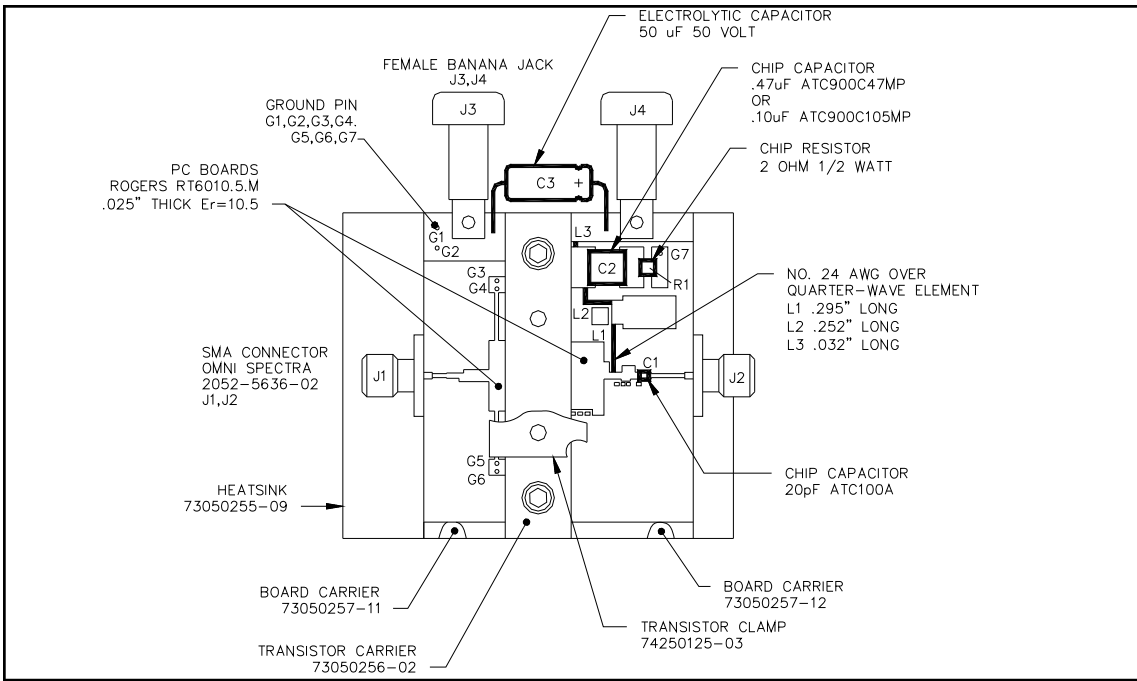 ELECTROLYTIC CAPACITOR
50 uF 50 VOLT
FEMALE BANANA JACK
J3,J4
CHIP CAPACITOR
.47uF ATC900C47MP
OR
.10uF ATC900C105MP
GROUND PIN
G1,G2,G3,G4.
G5,G6,G7
J3
J4
CHIP RESISTOR
2 OHM 1/2 WATT
PC BOARDS
ROGERS RT6010.5.M
.025" THICK Er=10.5
C3 +
G1
G2
L3
G7
C2
R1
G3
G4
NO. 24 AWG OVER
QUARTER-WAVE ELEMENT
L1 .295" LONG
L2 .252" LONG
L3 .032" LONG
L2
L1
SMA CONNECTOR
OMNI SPECTRA
2052-5636-02
J1,J2
J1
C1
J2
G5
G6
CHIP CAPACITOR
20pF ATC100A
HEATSINK
73050255-09
BOARD CARRIER
73050257-11
BOARD CARRIER
73050257-12
TRANSISTOR CLAMP
74250125-03
TRANSISTOR CARRIER
73050256-02